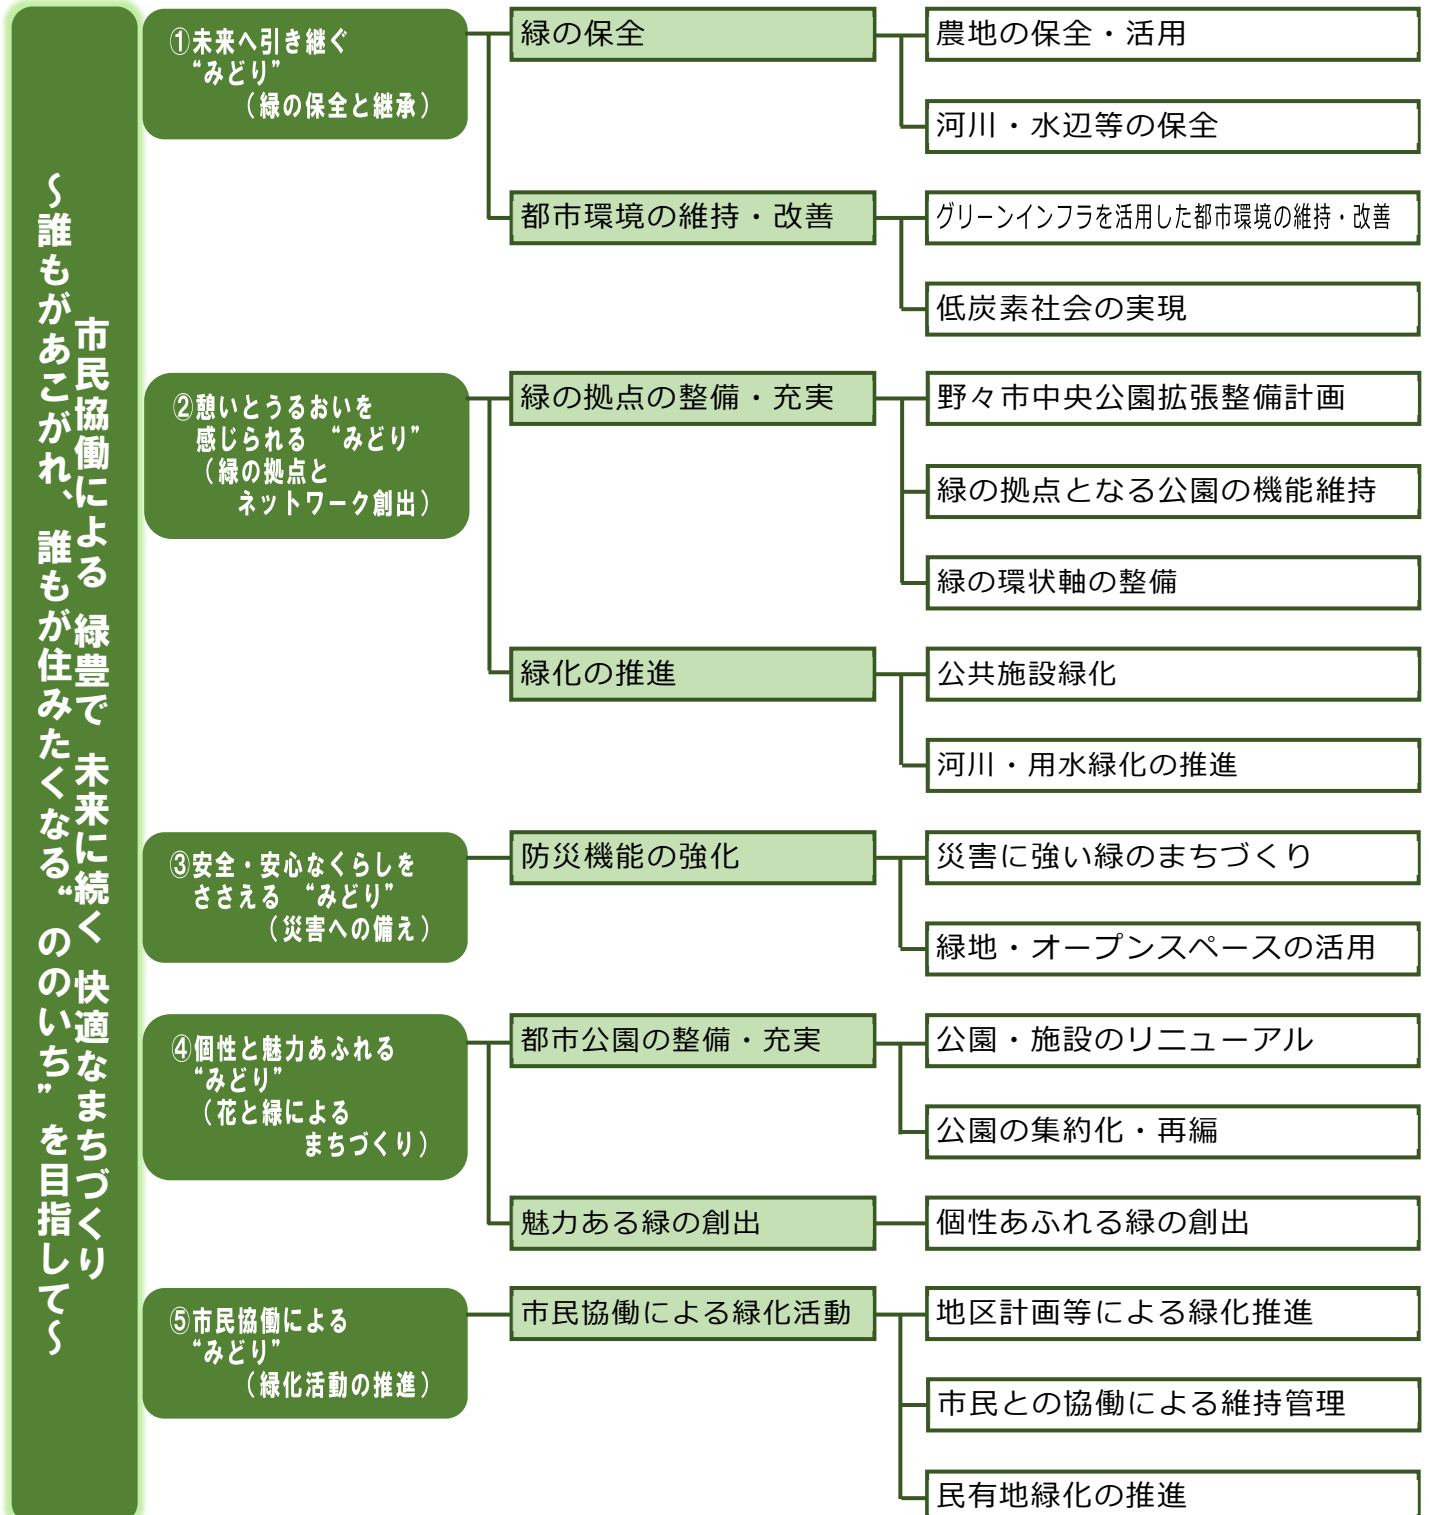 市民協働による 緑豊で 未来に続く 快適なまちづくり
～誰もがあこがれ、誰もが住みたくなる“ののいち”を目指して～
①未来へ引き継ぐ
“みどり”
（緑の保全と継承）
緑の保全
農地の保全・活用
河川・水辺等の保全
都市環境の維持・改善
グリーンインフラを活用した都市環境の維持・改善
低炭素社会の実現
②憩いとうるおいを
感じられる “みどり”
（緑の拠点と
ネットワーク創出）
緑の拠点の整備・充実
野々市中央公園拡張整備計画
緑の拠点となる公園の機能維持
緑の環状軸の整備
緑化の推進
公共施設緑化
河川・用水緑化の推進
③安全・安心なくらしを
ささえる “みどり”
（災害への備え）
防災機能の強化
災害に強い緑のまちづくり
緑地・オープンスペースの活用
④個性と魅力あふれる
“みどり”
（花と緑による
まちづくり）
都市公園の整備・充実
公園・施設のリニューアル
公園の集約化・再編
魅力ある緑の創出
個性あふれる緑の創出
⑤市民協働による
“みどり”
（緑化活動の推進）
市民協働による緑化活動
地区計画等による緑化推進
市民との協働による維持管理
民有地緑化の推進